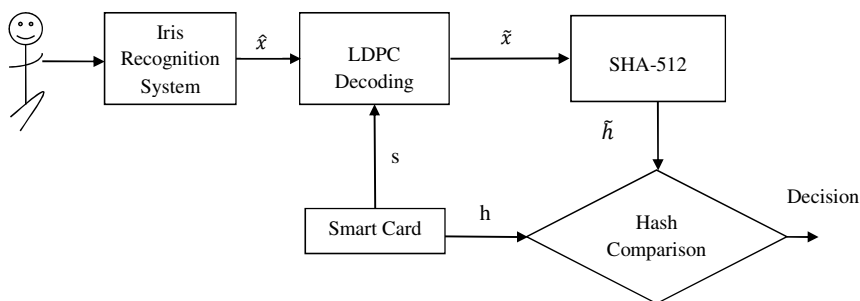 Iris
Recognition
System
x̂
LDPC
Decoding
x̃
SHA-512
h̃
s
Smart Card
h
Hash
Comparison
Decision